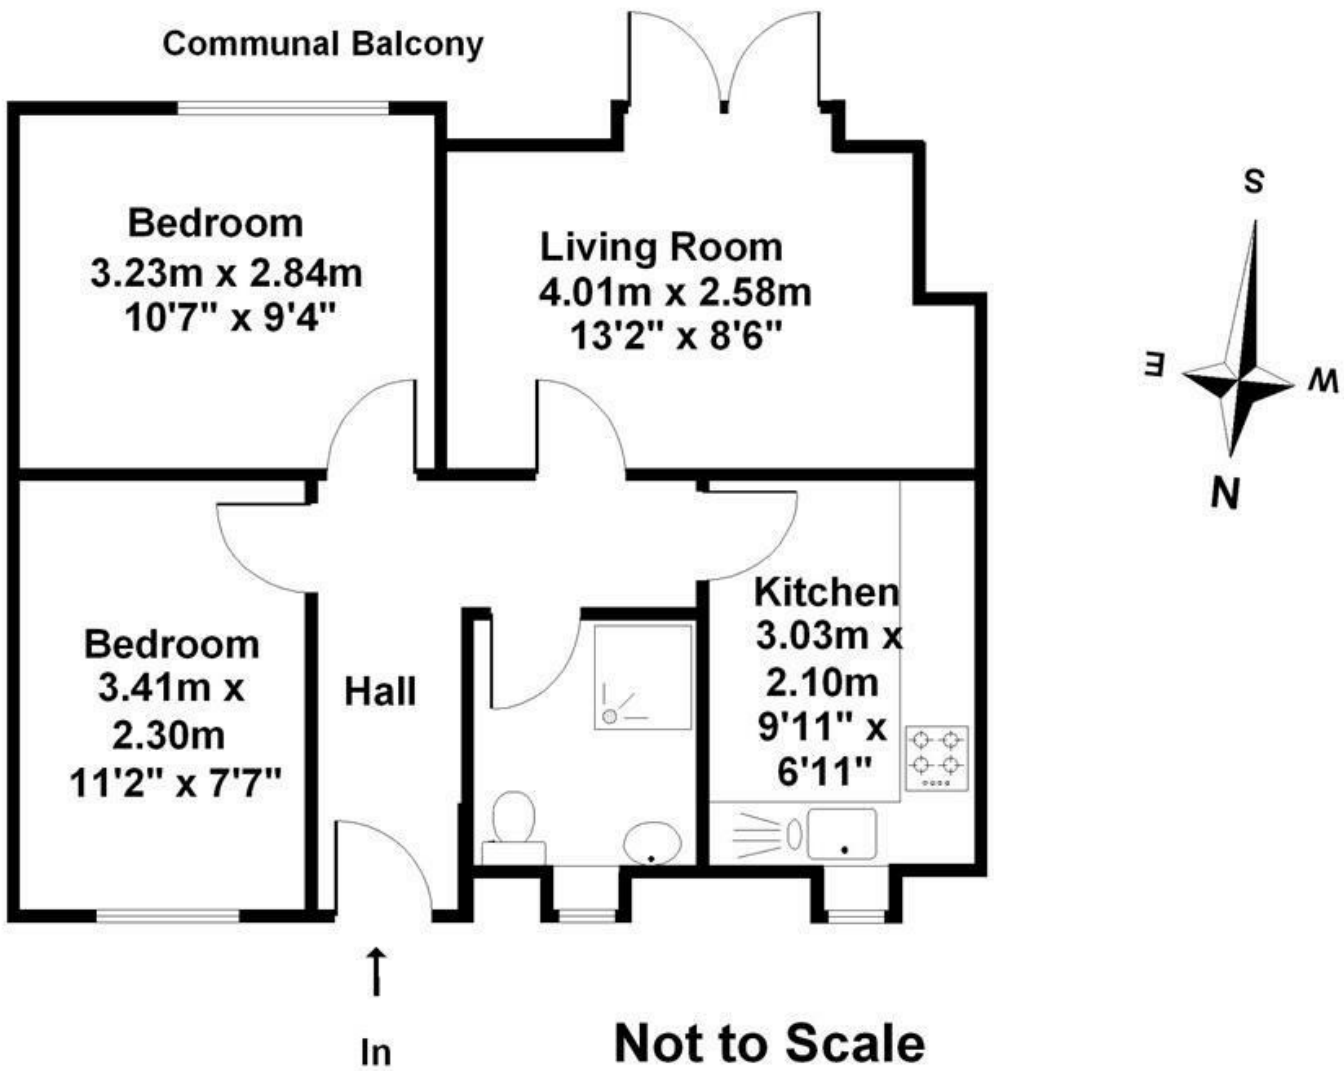 Communal Balcony
Bedroom
3.23m x 2.84m
10'7" x 9'4"
Living Room
4.01m x 2.58m
13'2" x 8'6"
S
E
W
N
Bedroom
3.41m x
2.30m
11'2" x 7'7"
Hall
Kitchen
3.03m x
2.10m
9'11" x
6'11"
In
Not to Scale